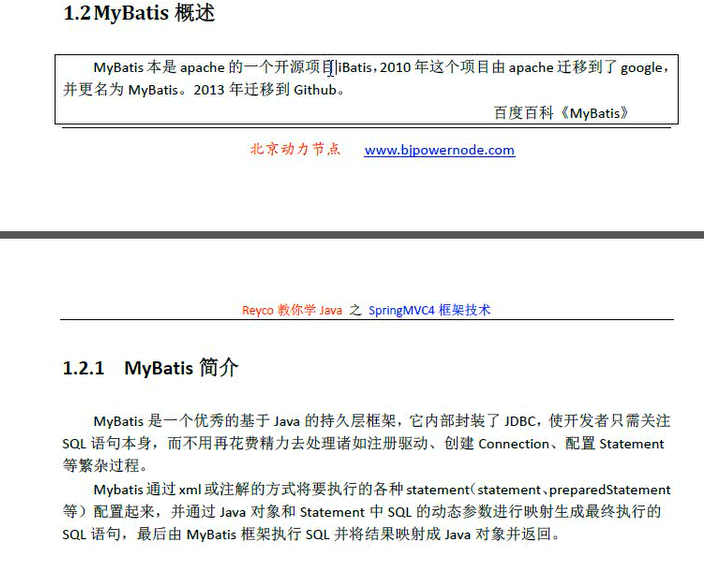 1.2 MyBatis 概述
MyBatis 本是 apache 的一个开源项目 iBatis，2010 年这个项目由 apache 迁移到了 google，
并更名为 MyBatis。2013 年迁移到 Github。
百度百科《MyBatis》
北京动力节点 www.bjpowernode.com
Reyco 教你学 Java 之 SpringMVC4 框架技术
1.2.1 MyBatis 简介
MyBatis 是一个优秀的基于 Java 的持久层框架，它内部封装了 JDBC，使开发者只需关注
SQL 语句本身，而不用再花费精力去处理诸如注册驱动、创建 Connection、配置 Statement
等繁杂过程。
Mybatis 通过 xml 或注解的方式将要执行的各种 statement（statement、preparedStatement
等）配置起来，并通过 Java 对象和 Statement 中 SQL 的动态参数进行映射生成最终执行的
SQL 语句，最后由 MyBatis 框架执行 SQL 并将结果映射成 Java 对象并返回。